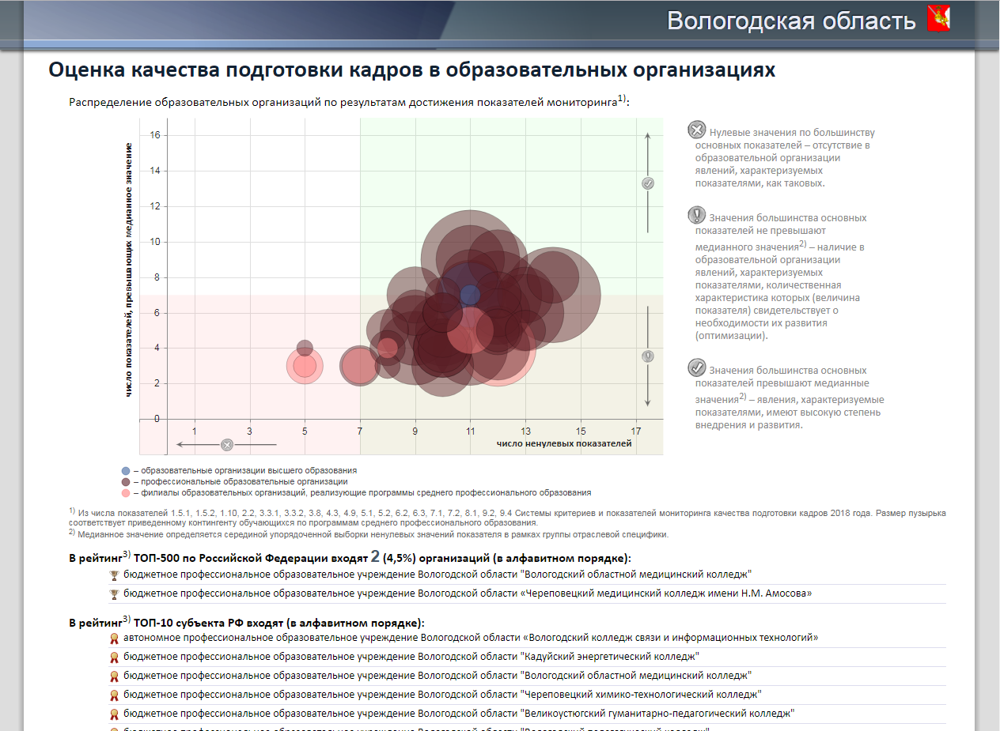 Вологодская область
Оценка качества подготовки кадров в образовательных организациях
Распределение образовательных организаций по результатам достижения показателей мониторинга1):
число показателей, превышающих медианное значение
16
14
12
10
8
6
4
2
0
1
3
5
7
9
11
13
15
17
число ненулевых показателей
Нулевые значения по большинству
основных показателей – отсутствие в
образовательной организации
явлений, характеризуемых
показателями, как таковых.
Значения большинства основных
показателей не превышают
медианного значения2) – наличие в
образовательной организации
явлений, характеризуемых
показателями, количественная
характеристика которых (величина
показателя) свидетельствует о
необходимости их развития
(оптимизации).
Значения большинства основных
показателей превышают медианные
значения2) – явления, характеризуемые
показателями, имеют высокую степень
внедрения и развития.
– образовательные организации высшего образования
– профессиональные образовательные организации
– филиалы образовательных организаций, реализующие программы среднего профессионального образования
1) Из числа показателей 1.5.1, 1.5.2, 1.10, 2.2, 3.3.1, 3.3.2, 3.8, 4.3, 4.9, 5.1, 5.2, 6.2, 6.3, 7.1, 7.2, 8.1, 9.2, 9.4 Системы критериев и показателей мониторинга качества подготовки кадров 2018 года. Размер пузырька
соответствует приведенному контингенту обучающихся по программам среднего профессионального образования.
2) Медианное значение определяется серединой упорядоченной выборки ненулевых значений показателя в рамках группы отраслевой специфики.
В рейтинг3) ТОП-500 по Российской Федерации входят 2 (4,5%) организаций (в алфавитном порядке):
бюджетное профессиональное образовательное учреждение Вологодской области "Вологодский областной медицинский колледж"
бюджетное профессиональное образовательное учреждение Вологодской области «Череповецкий медицинский колледж имени Н.М. Амосова»
В рейтинг3) ТОП-10 субъекта РФ входят (в алфавитном порядке):
автономное профессиональное образовательное учреждение Вологодской области «Вологодский колледж связи и информационных технологий»
бюджетное профессиональное образовательное учреждение Вологодской области "Кадуйский энергетический колледж"
бюджетное профессиональное образовательное учреждение Вологодской области "Вологодский областной медицинский колледж"
бюджетное профессиональное образовательное учреждение Вологодской области "Череповецкий химико-технологический колледж"
бюджетное профессиональное образовательное учреждение Вологодской области "Великоустюгский гуманитарно-педагогический колледж"